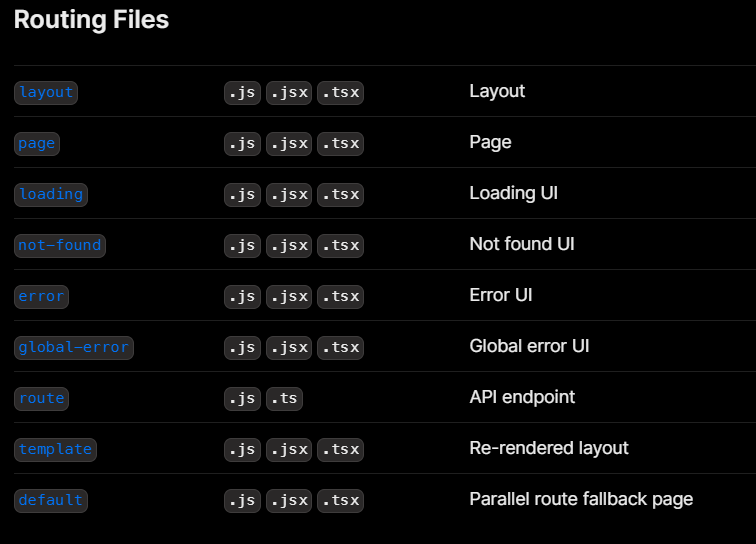 Routing Files
layout .js .jsx .tsx Layout
page .js .jsx .tsx Page
loading .js .jsx .tsx Loading UI
not-found .js .jsx .tsx Not found UI
error .js .jsx .tsx Error UI
global-error .js .jsx .tsx Global error UI
route .js .ts API endpoint
template .js .jsx .tsx Re-rendered layout
default .js .jsx .tsx Parallel route fallback page